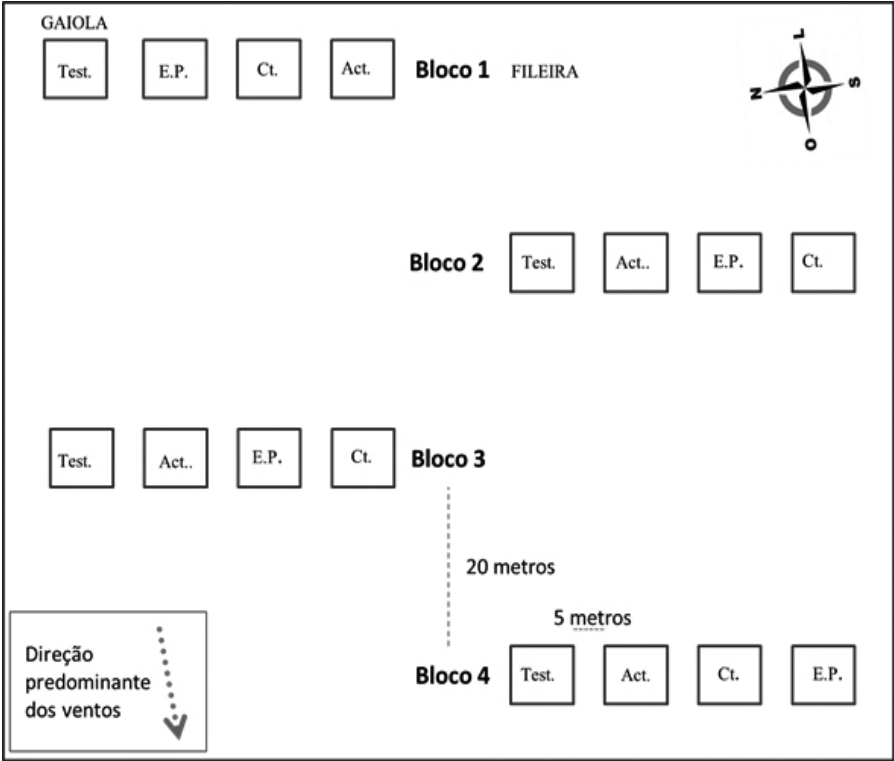 GAIOLA
Test. E.P. Ct. Act. Bloco 1 FILEIRA
L
N S
O
Bloco 2 Test. Act.. E.P. Ct.
Test. Act.. E.P. Ct. Bloco 3
20 metros
5 metros
Bloco 4 Test. Act. Ct. E.P.
Direção
predominante
dos ventos